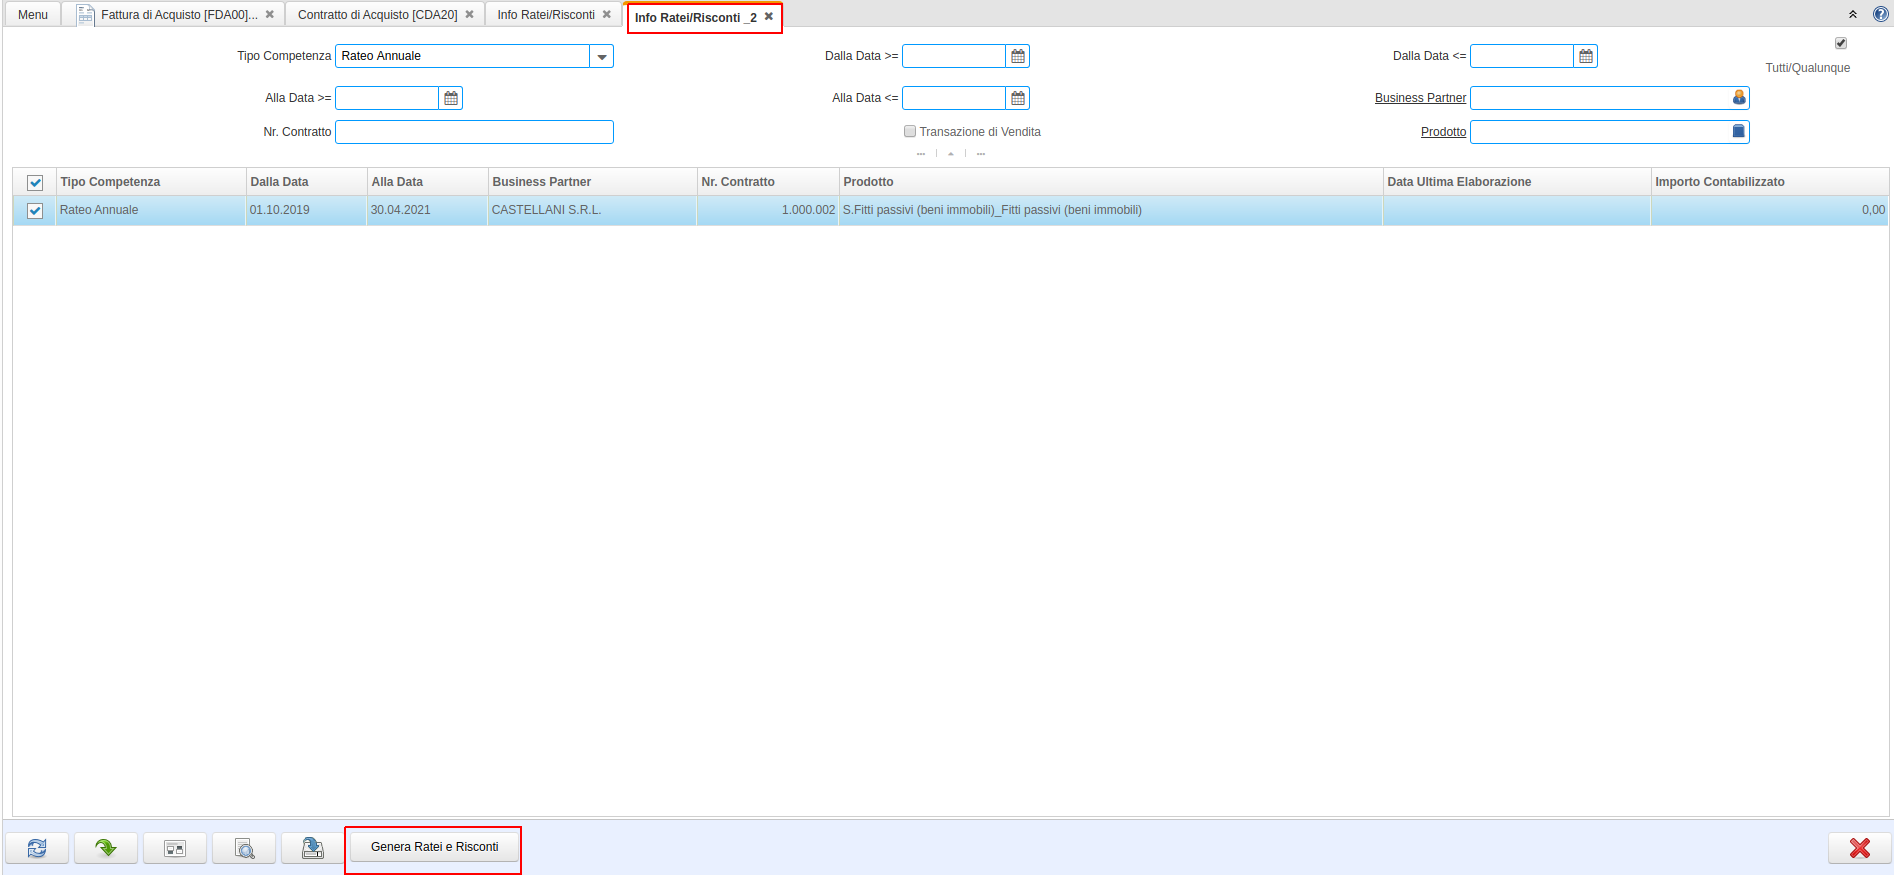 Menu Fattura di Acquisto [FDA00]... Contratto di Acquisto [CDA20] Info Ratei/Risconti Info Ratei/Risconti _2
Tipo Competenza Rateo Annuale Dalla Data >= Dalla Data <=
Tutti/Qualunque
Alla Data >= Alla Data <= Business Partner
Nr. Contratto Transazione di Vendita Prodotto
Tipo Competenza Dalla Data Alla Data Business Partner Nr. Contratto Prodotto Data Ultima Elaborazione Importo Contabilizzato
Rateo Annuale 01.10.2019 30.04.2021 CASTELLANI S.R.L. 1.000.002 S.Fitti passivi (beni immobili)_Fitti passivi (beni immobili) 0,00
Genera Ratei e Risconti